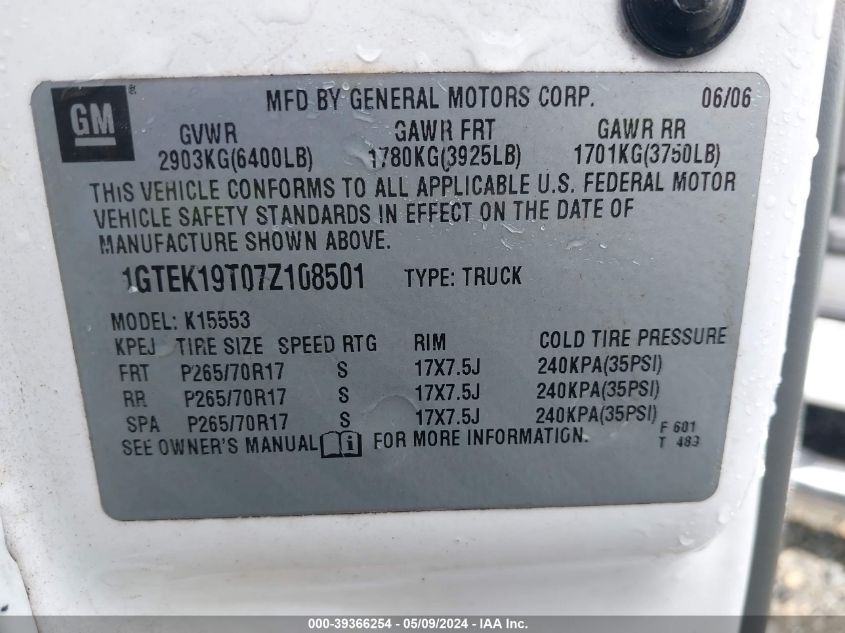 GM
MFD BY GENERAL MOTORS CORP. 06/06
GVWR GAWR FRT GAWR RR
2903KG(6400LB) 1780KG(3925LB) 1701KG(3750LB)
THIS VEHICLE CONFORMS TO ALL APPLICABLE U.S. FEDERAL MOTOR
VEHICLE SAFETY STANDARDS IN EFFECT ON THE DATE OF
MANUFACTURE SHOWN ABOVE.
1GTEK19T07Z108501 TYPE: TRUCK
MODEL: K15553
KPEJ TIRE SIZE SPEED RTG RIM COLD TIRE PRESSURE
FRT P265/70R17 S 17X7.5J 240KPA(35PSI)
RR P265/70R17 S 17X7.5J 240KPA(35PSI)
SPA P265/70R17 S 17X7.5J 240KPA(35PSI)
F 601
SEE OWNER'S MANUAL FOR MORE INFORMATION. T 483
000-39366254 - 05/09/2024 - IAA Inc.